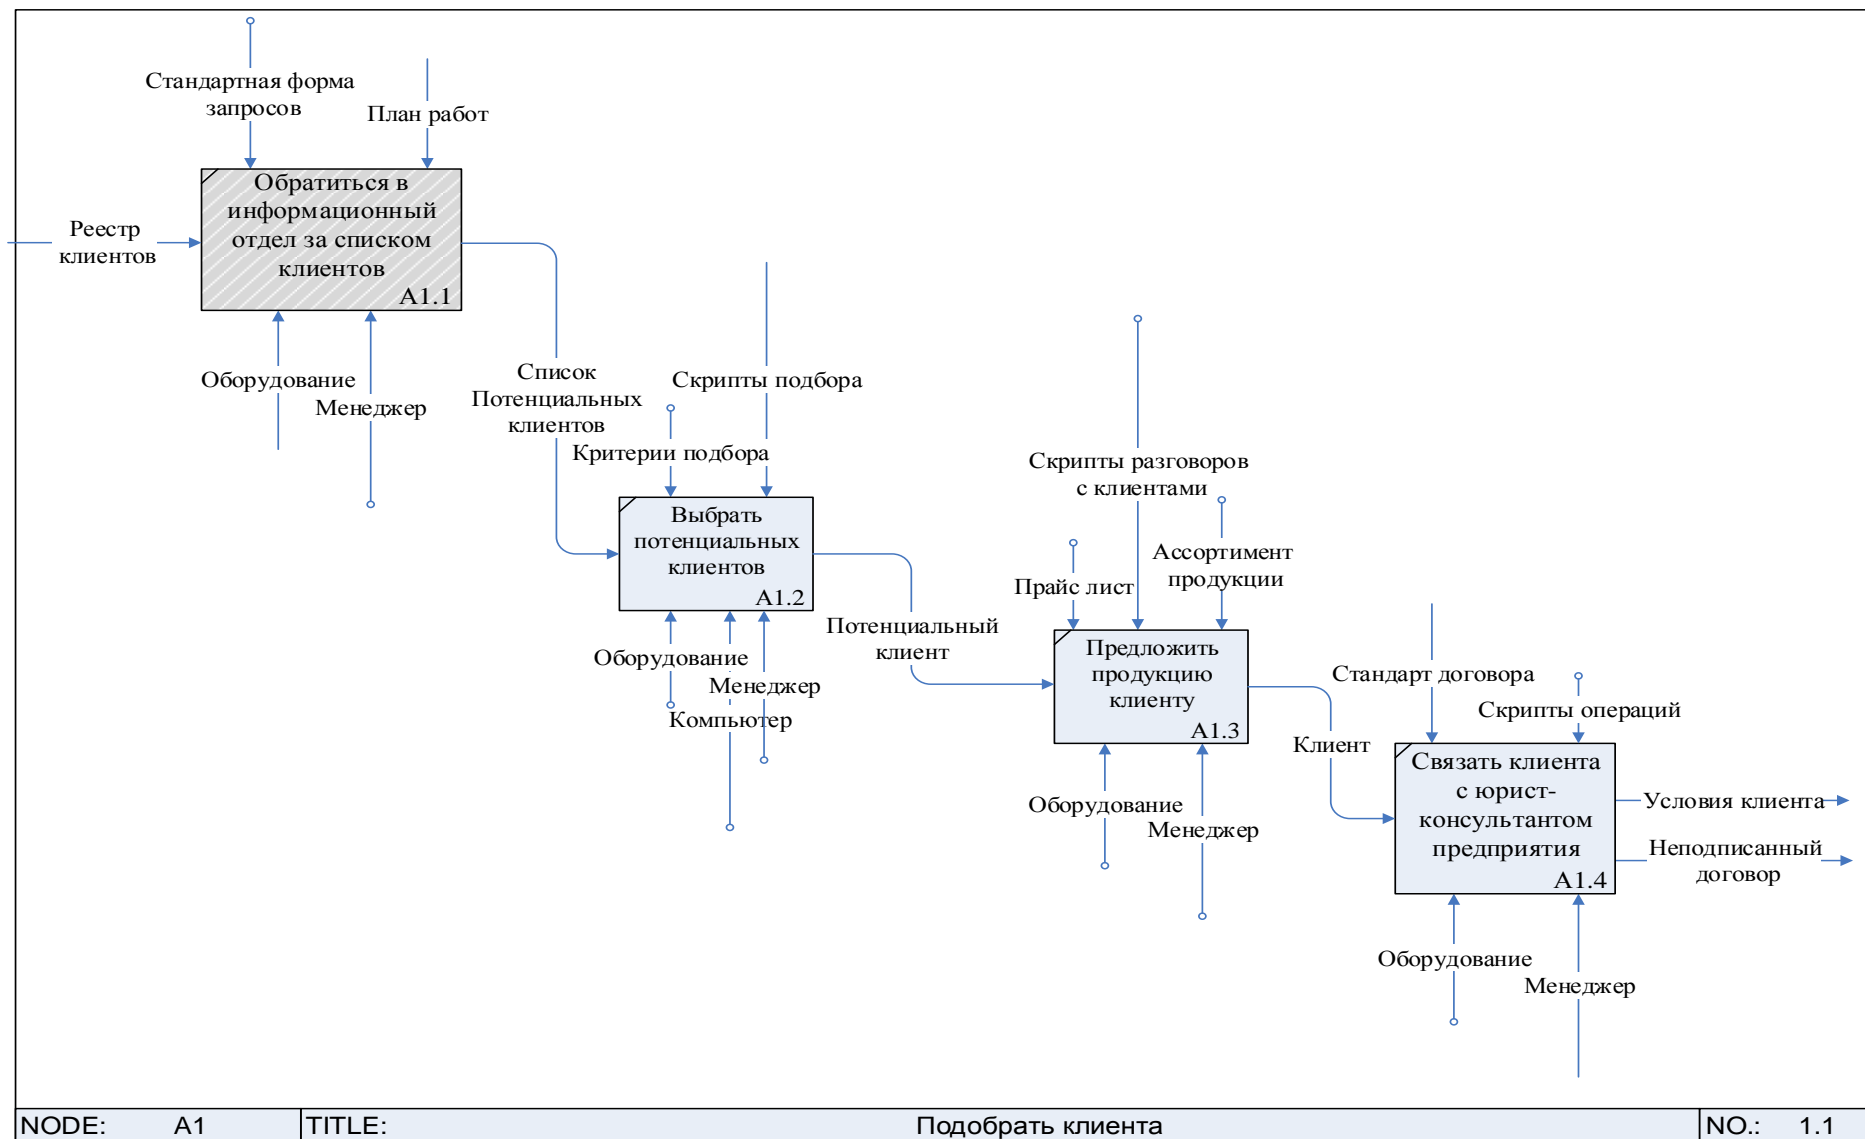 Стандартная форма
запросов
План работ
Обратиться в
информационный
отдел за списком
клиентов
A1.1
Реестр
клиентов
Оборудование
Менеджер
Список
Потенциальных
клиентов
Скрипты подбора
Критерии подбора
Выбрать
потенциальных
клиентов
A1.2
Оборудование
Менеджер
Компьютер
Потенциальный
клиент
Скрипты разговоров
с клиентами
Прайс лист
Ассортимент
продукции
Предложить
продукцию
клиенту
A1.3
Оборудование
Менеджер
Клиент
Стандарт договора
Скрипты операций
Связать клиента
с юрист-
консультантом
предприятия
A1.4
Условия клиента
Неподписанный
договор
Оборудование
Менеджер
NODE: A1 TITLE: Подобрать клиента NO.: 1.1